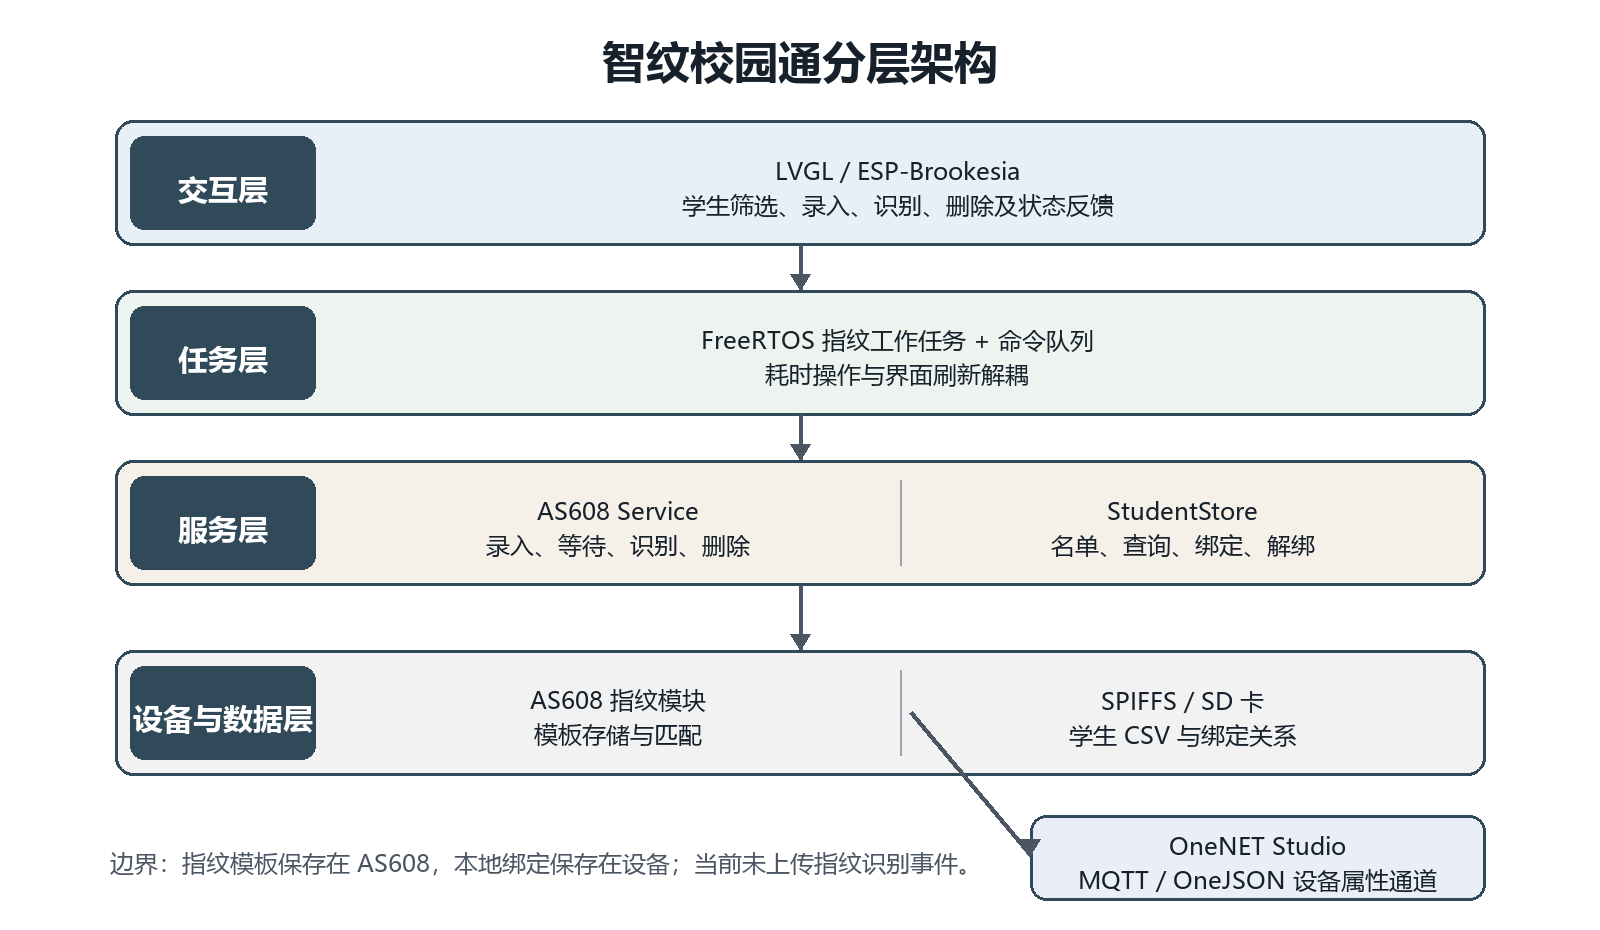 智纹校园通分层架构
交互层
LVGL / ESP-Brookesia
学生筛选、录入、识别、删除及状态反馈
任务层
FreeRTOS 指纹工作任务 + 命令队列
耗时操作与界面刷新解耦
服务层
AS608 Service
录入、等待、识别、删除
StudentStore
名单、查询、绑定、解绑
设备与数据层
AS608 指纹模块
模板存储与匹配
SPIFFS / SD 卡
学生 CSV 与绑定关系
OneNET Studio
MQTT / OneJSON 设备属性通道
边界：指纹模板保存在 AS608，本地绑定保存在设备；当前未上传指纹识别事件。